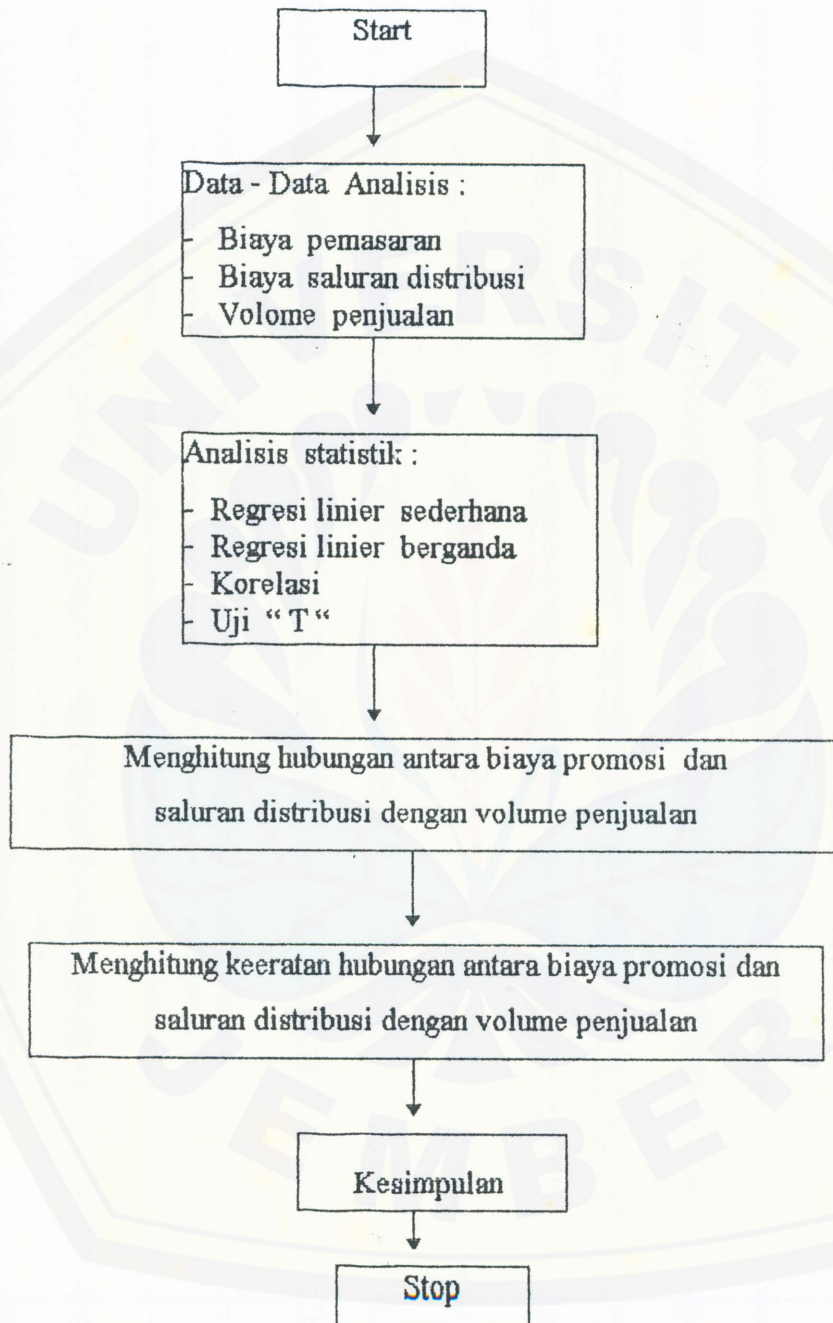 Start
Data - Data Analisis :
- Biaya pemasaran
- Biaya saluran distribusi
- Volome penjualan
Analisis statistik :
- Regresi linier sederhana
- Regresi linier berganda
- Korelasi
- Uji “ T “
Menghitung hubungan antara biaya promosi dan
saluran distribusi dengan volume penjualan
Menghitung keeratan hubungan antara biaya promosi dan
saluran distribusi dengan volume penjualan
Kesimpulan
Stop
UNIVERSITAS
JEMBER